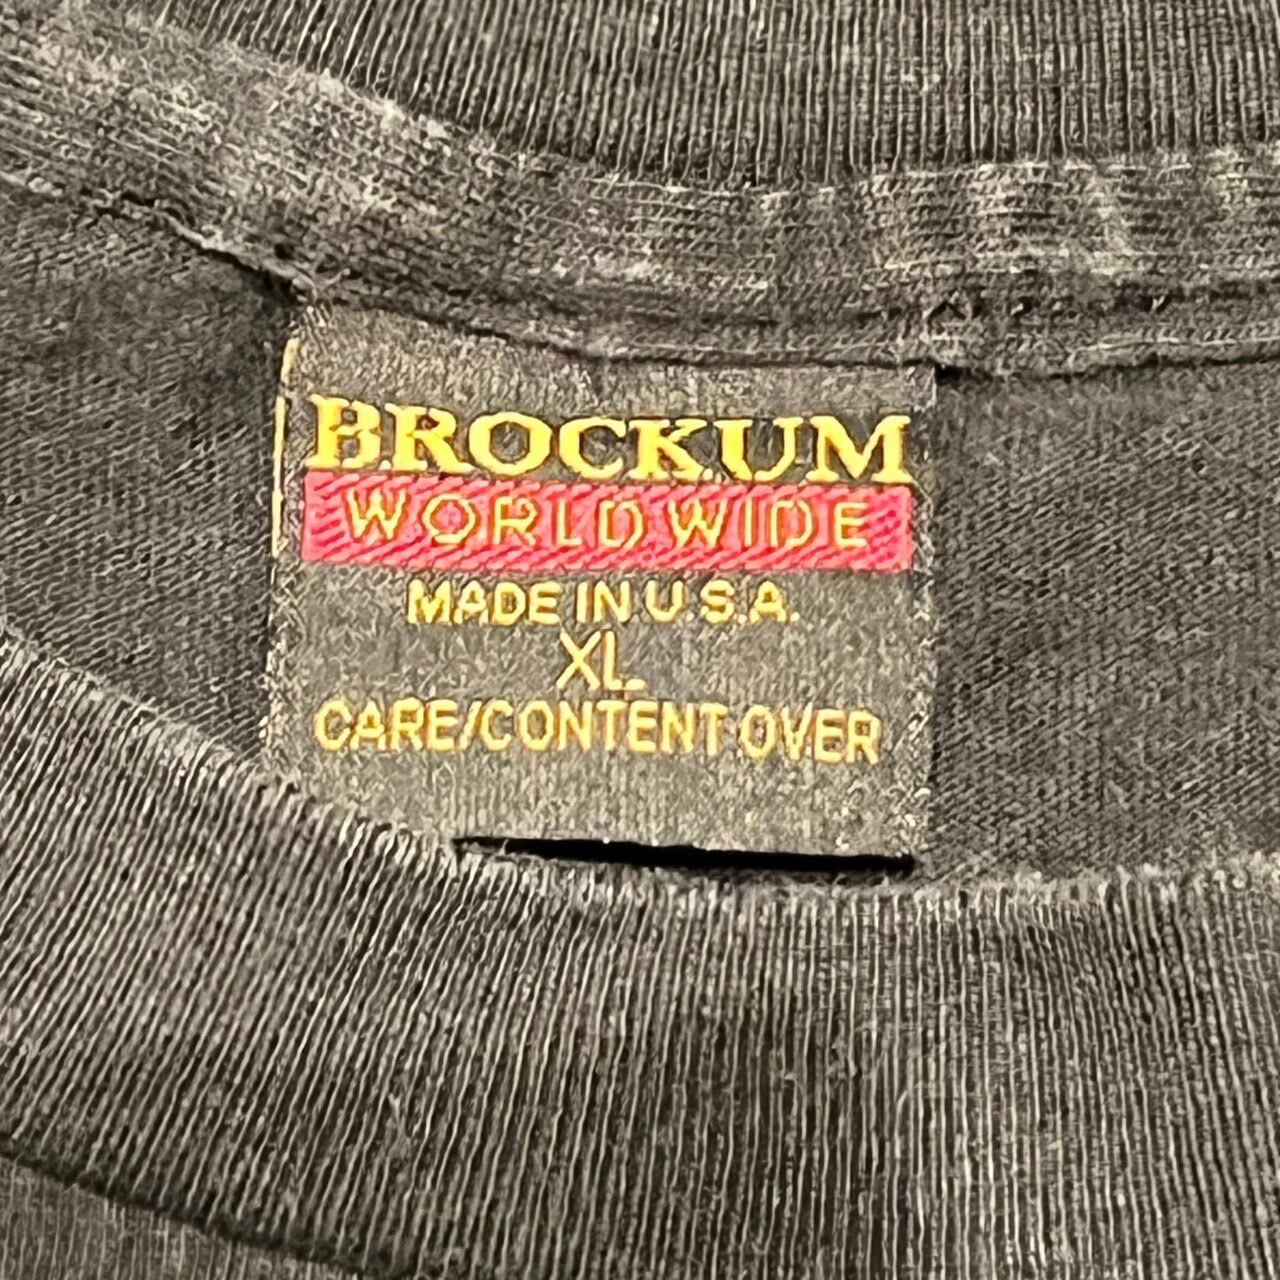 BROCKUM
WORLDWIDE
MADE IN U.S.A.
XL
CARE/CONTENT OVER